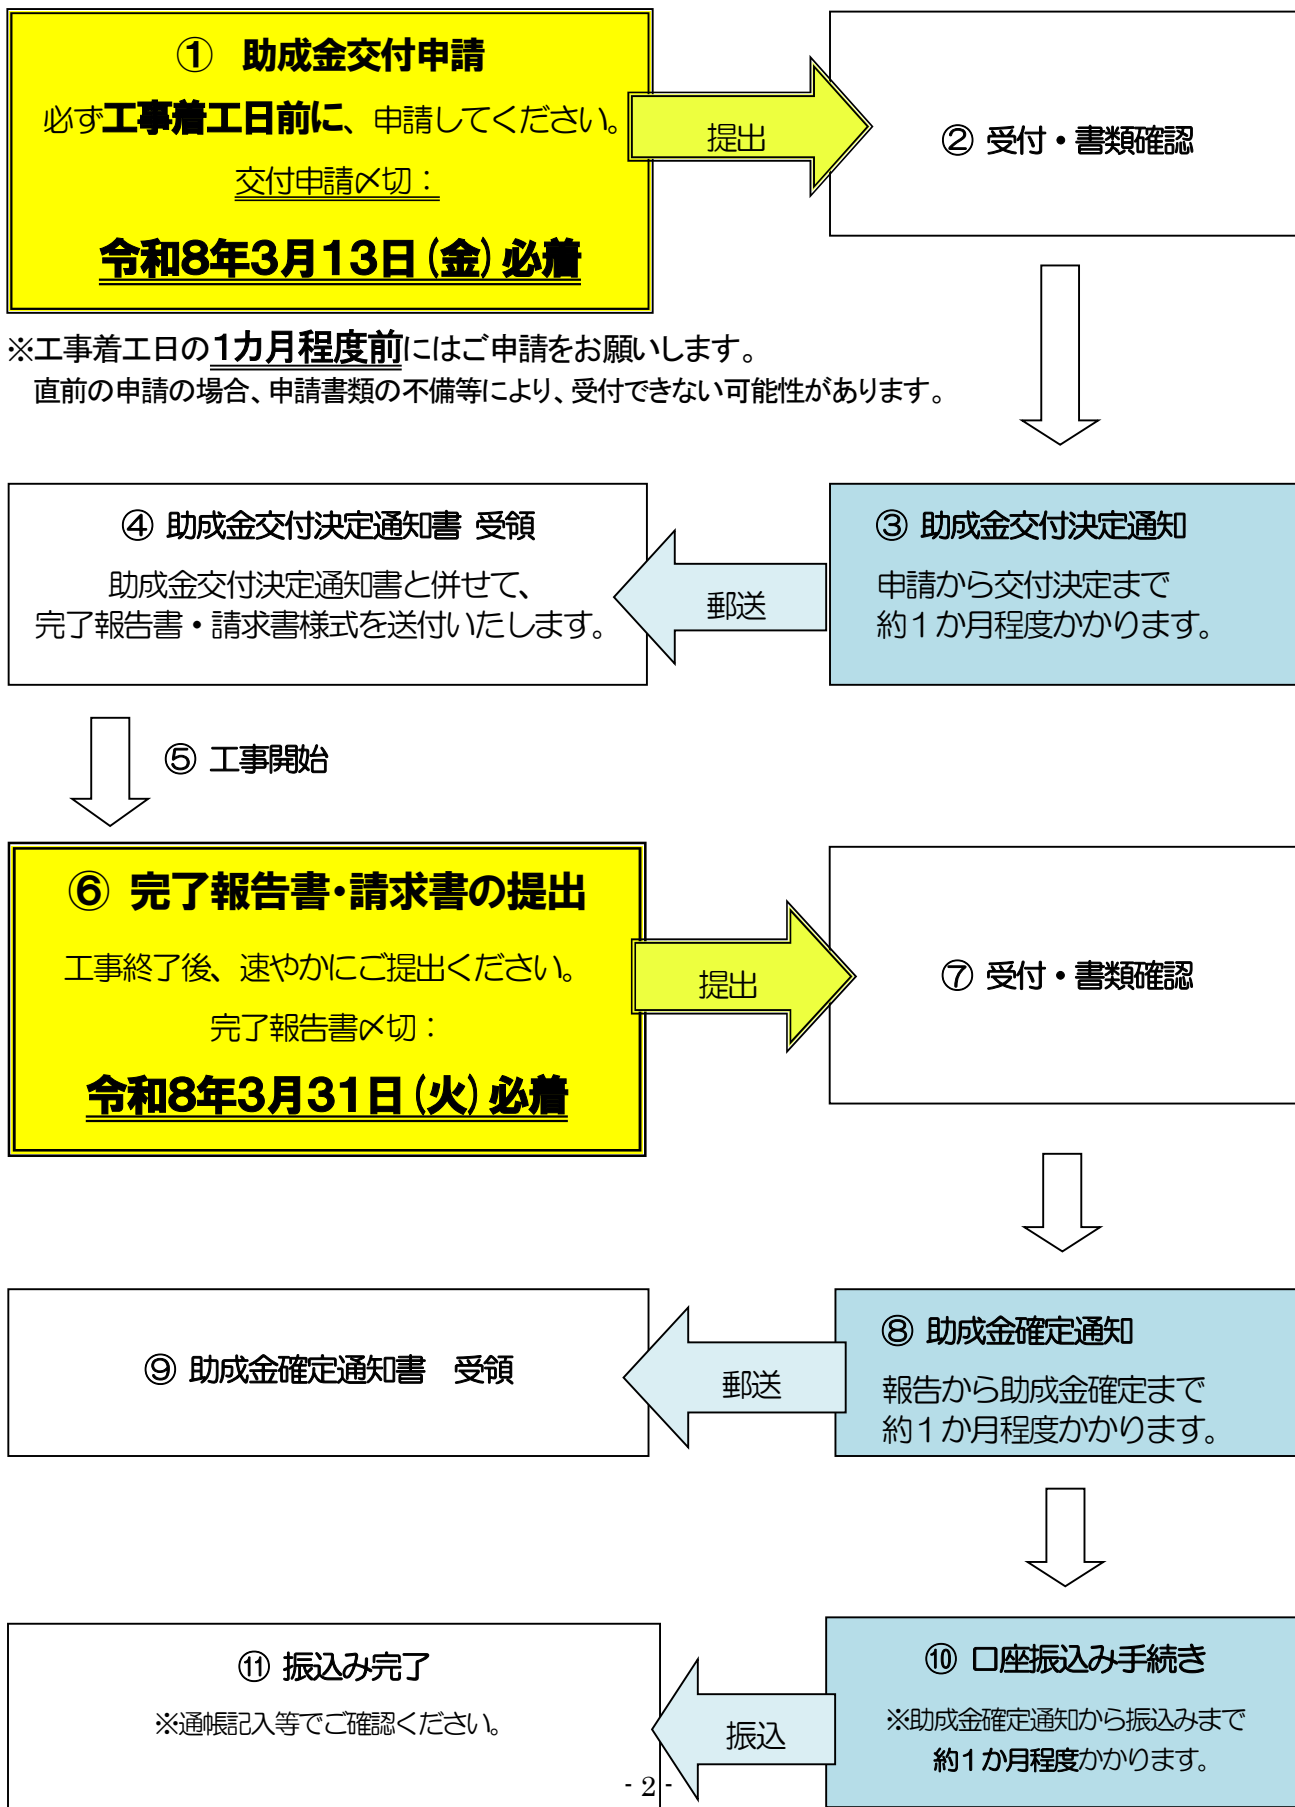 ① 助成金交付申請
必ず工事着工日前に、申請してください。
交付申請〆切：
令和8年3月13日(金)必着
提出
② 受付・書類確認
※工事着工日の1カ月程度前にはご申請をお願いします。
直前の申請の場合、申請書類の不備等により、受付できない可能性があります。
③ 助成金交付決定通知
申請から交付決定まで
約１か月程度かかります。
郵送
④ 助成金交付決定通知書 受領
助成金交付決定通知書と併せて、
完了報告書・請求書様式を送付いたします。
⑤ 工事開始
⑥ 完了報告書・請求書の提出
工事終了後、速やかにご提出ください。
完了報告書〆切：
令和8年3月31日(火)必着
提出
⑦ 受付・書類確認
⑧ 助成金確定通知
報告から助成金確定まで
約１か月程度かかります。
郵送
⑨ 助成金確定通知書　受領
⑩ 口座振込み手続き
※助成金確定通知から振込みまで
約１か月程度かかります。
振込
⑪ 振込み完了
※通帳記入等でご確認ください。
- 2 -